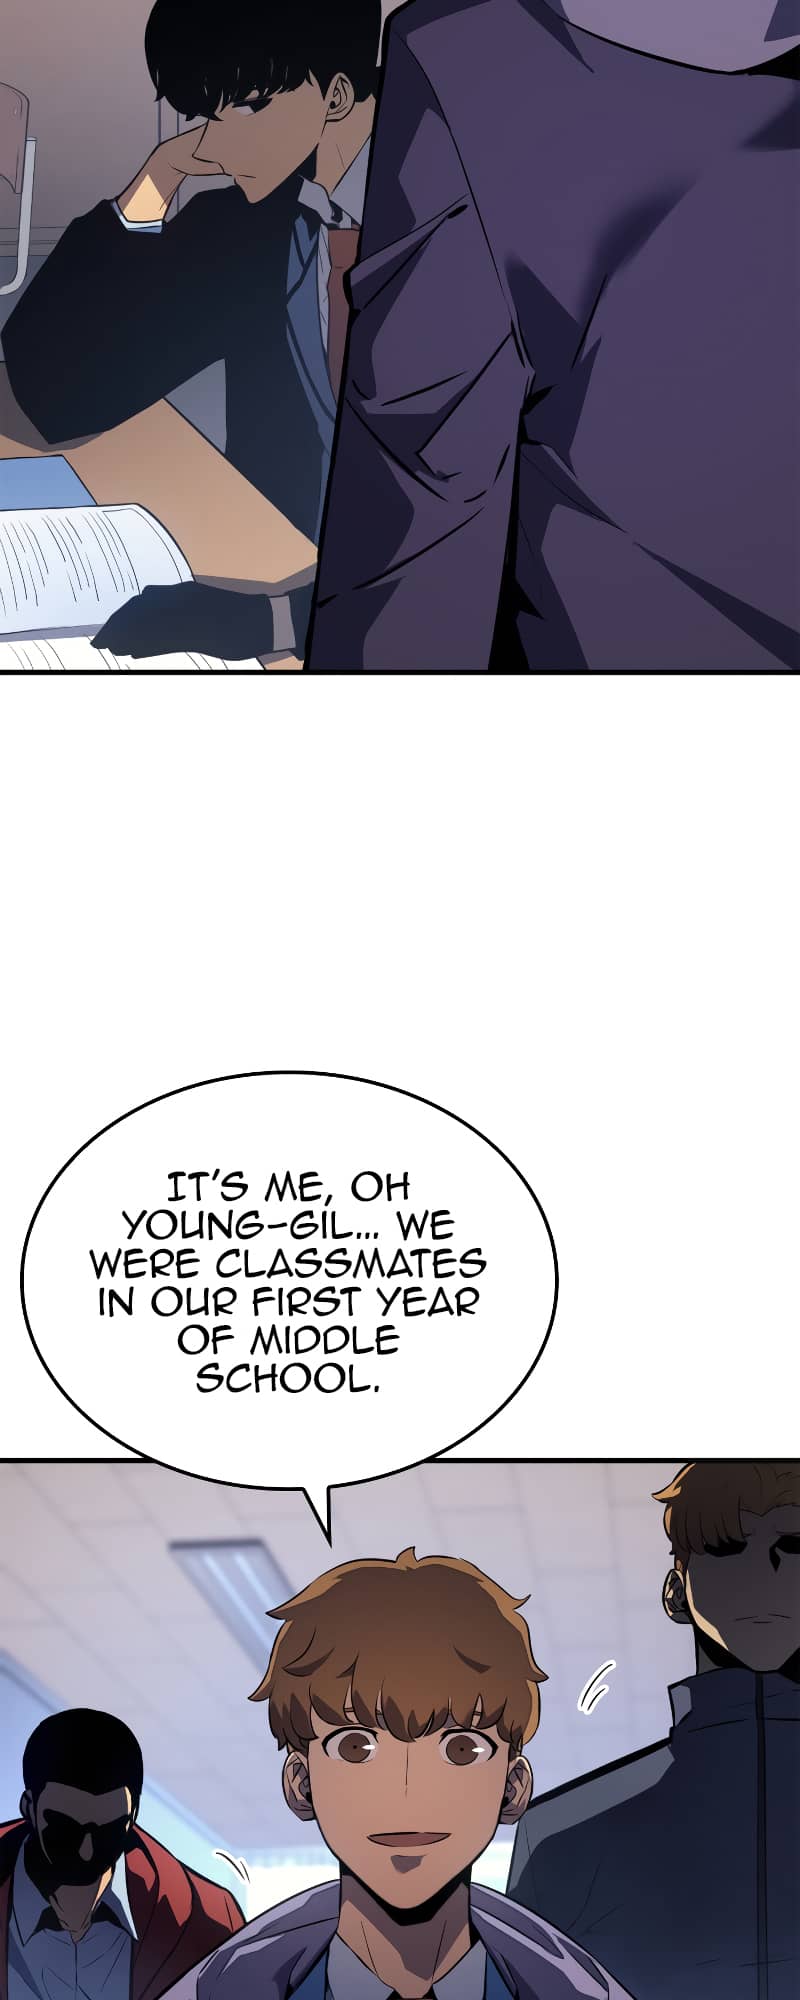 IT'S ME, OH
YOUNG-GIL... WE
WERE CLASSMATES
IN OUR FIRST YEAR
OF MIDDLE
SCHOOL.